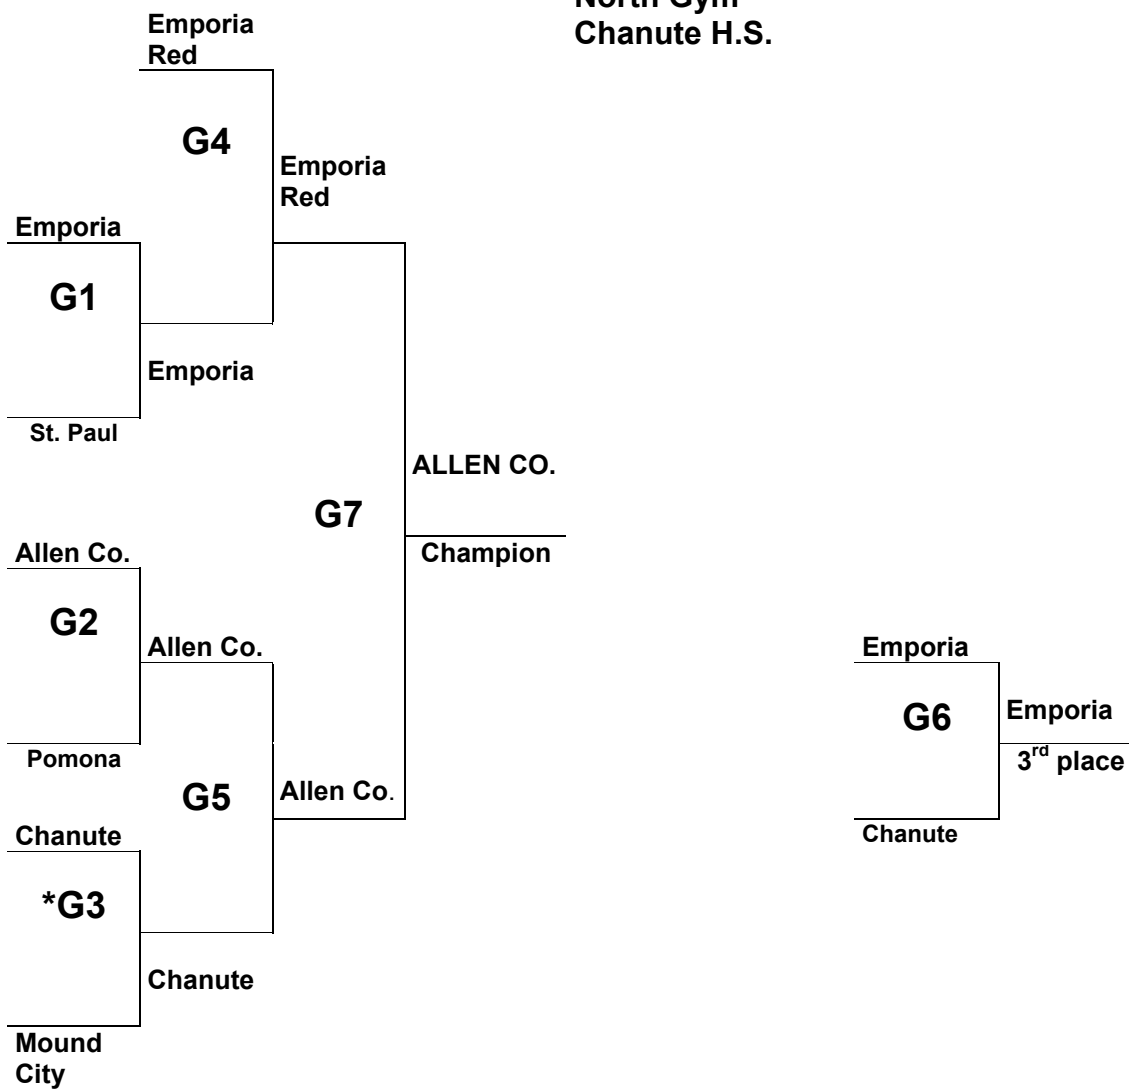 North Gym
Chanute H.S.
Emporia
Red
G4
Emporia
Red
Emporia
G1
Emporia
St. Paul
ALLEN CO.
G7
Allen Co.
Champion
G2
Allen Co.
Emporia
G6
Emporia
Pomona
3rd place
G5
Allen Co.
Chanute
Chanute
*G3
Chanute
Mound
City